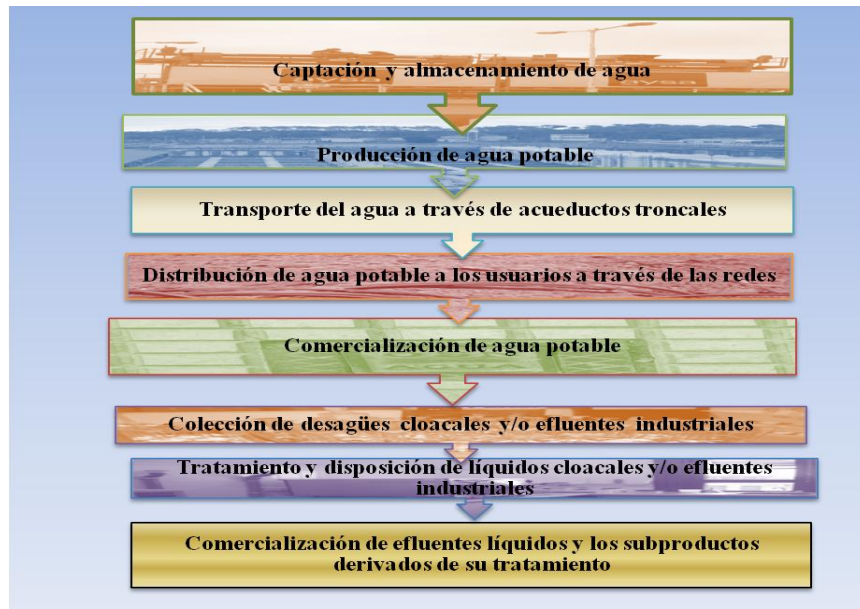 Captación y almacenamiento de agua
Producción de agua potable
Transporte del agua a través de acueductos troncales
Distribución de agua potable a los usuarios a través de las redes
Comercialización de agua potable
Colección de desagües cloacales y/o efluentes industriales
Tratamiento y disposición de líquidos cloacales y/o efluentes
industriales
Comercialización de efluentes líquidos y los subproductos
derivados de su tratamiento